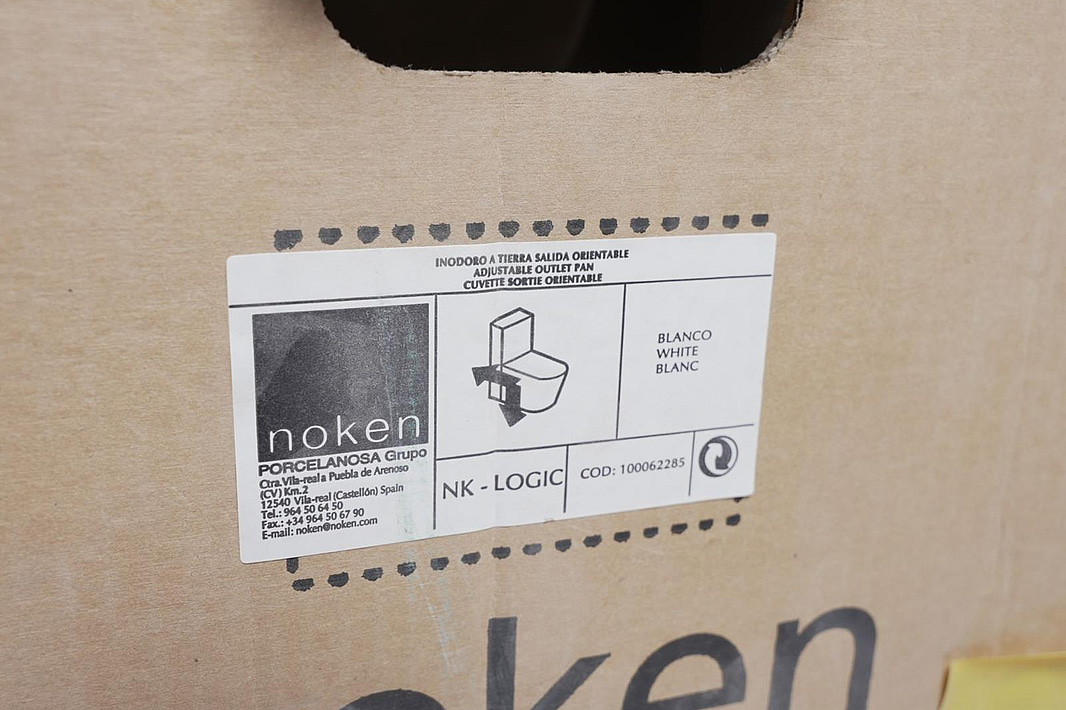 INODORO A TIERRA SALIDA ORIENTABLE
ADJUSTABLE OUTLET PAN
CUVETTE SORTIE ORIENTABLE
noken
PORCELANOSA Grupo
Ctra.Vila-real a Puebla de Arenoso
(CV) Km.2
12540 Vila-real (Castellón) Spain
Tel.: 964 50 64 50
Fax.: +34 964 50 67 90
E-mail: noken@noken.com
BLANCO
WHITE
BLANC
NK - LOGIC
COD: 100062285
noken